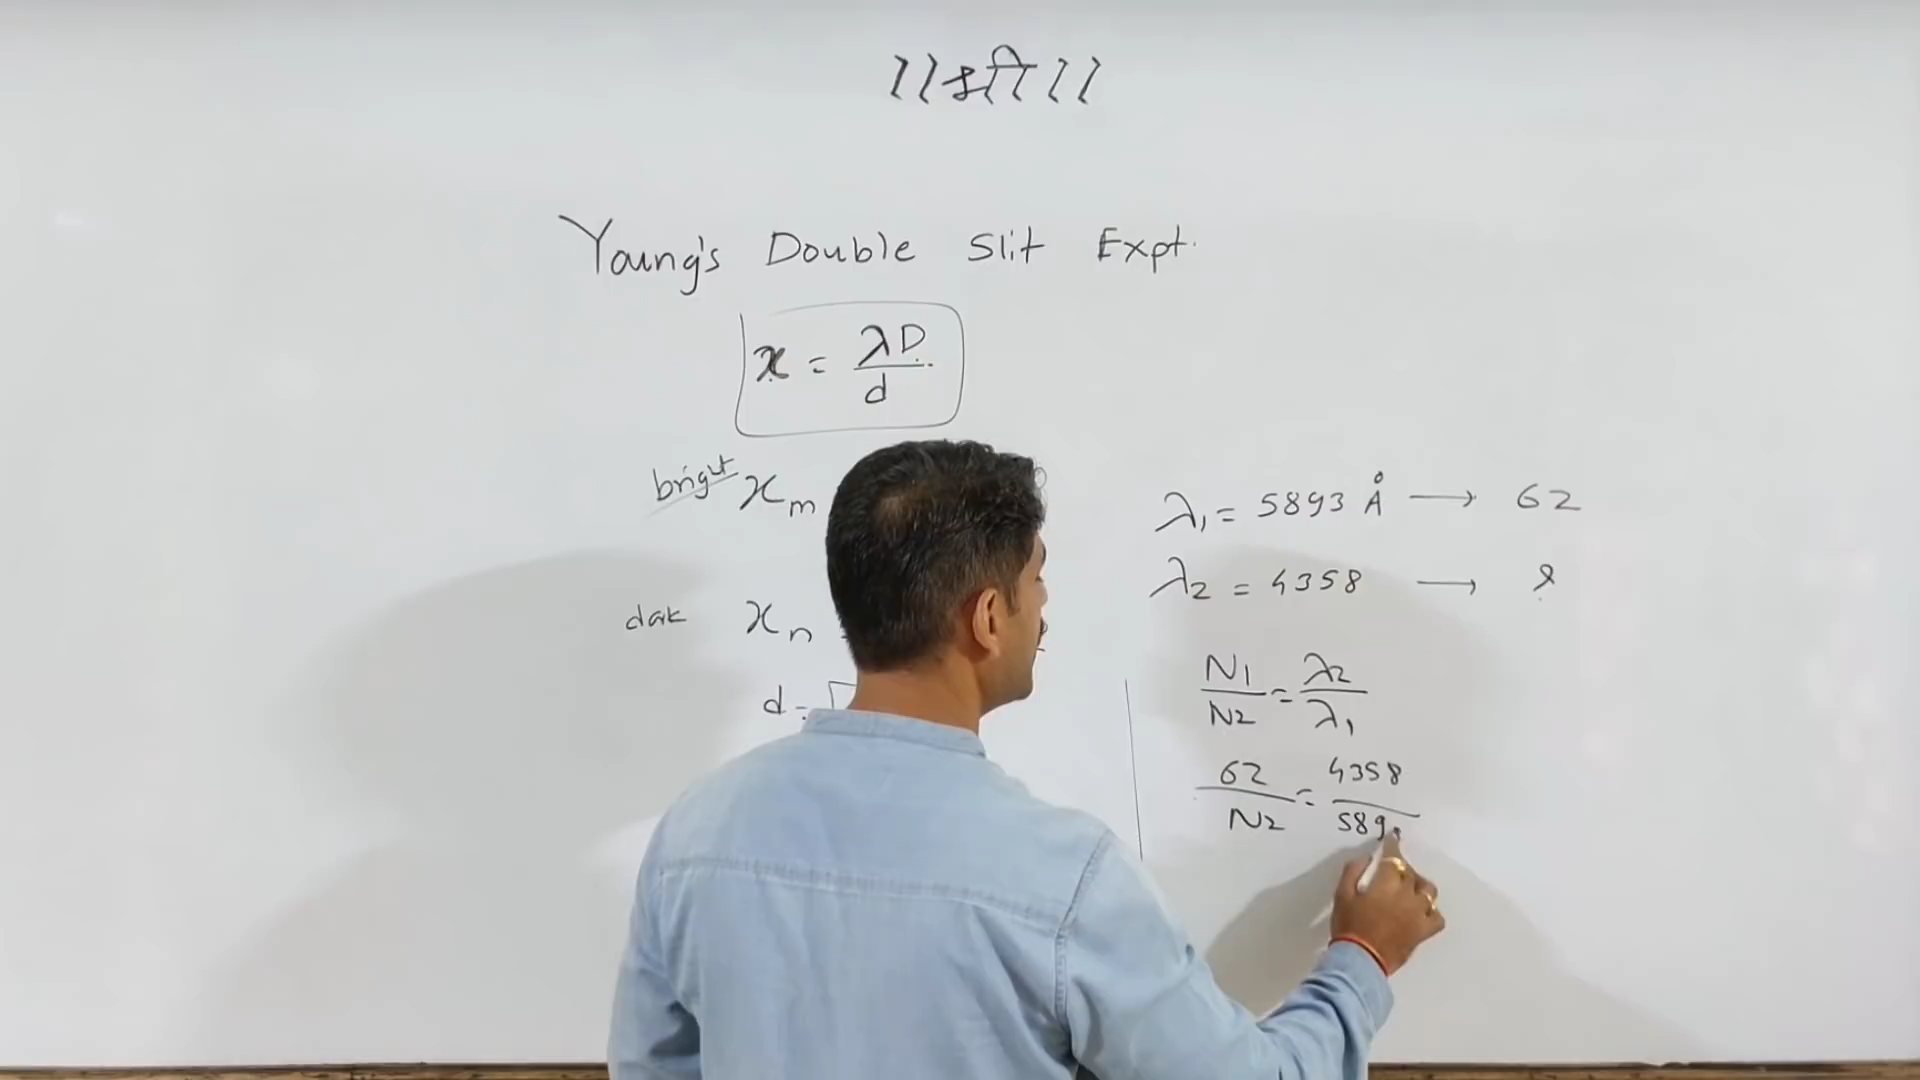 ।।श्री।।
Young's Double Slit Expt.
x = λD/d
bright xₘ
dark xₙ
d =
λ₁ = 5893 Å → 62
λ₂ = 4358 → ?
N1/N2 = λ2/λ1
62/N2 = 4358/589